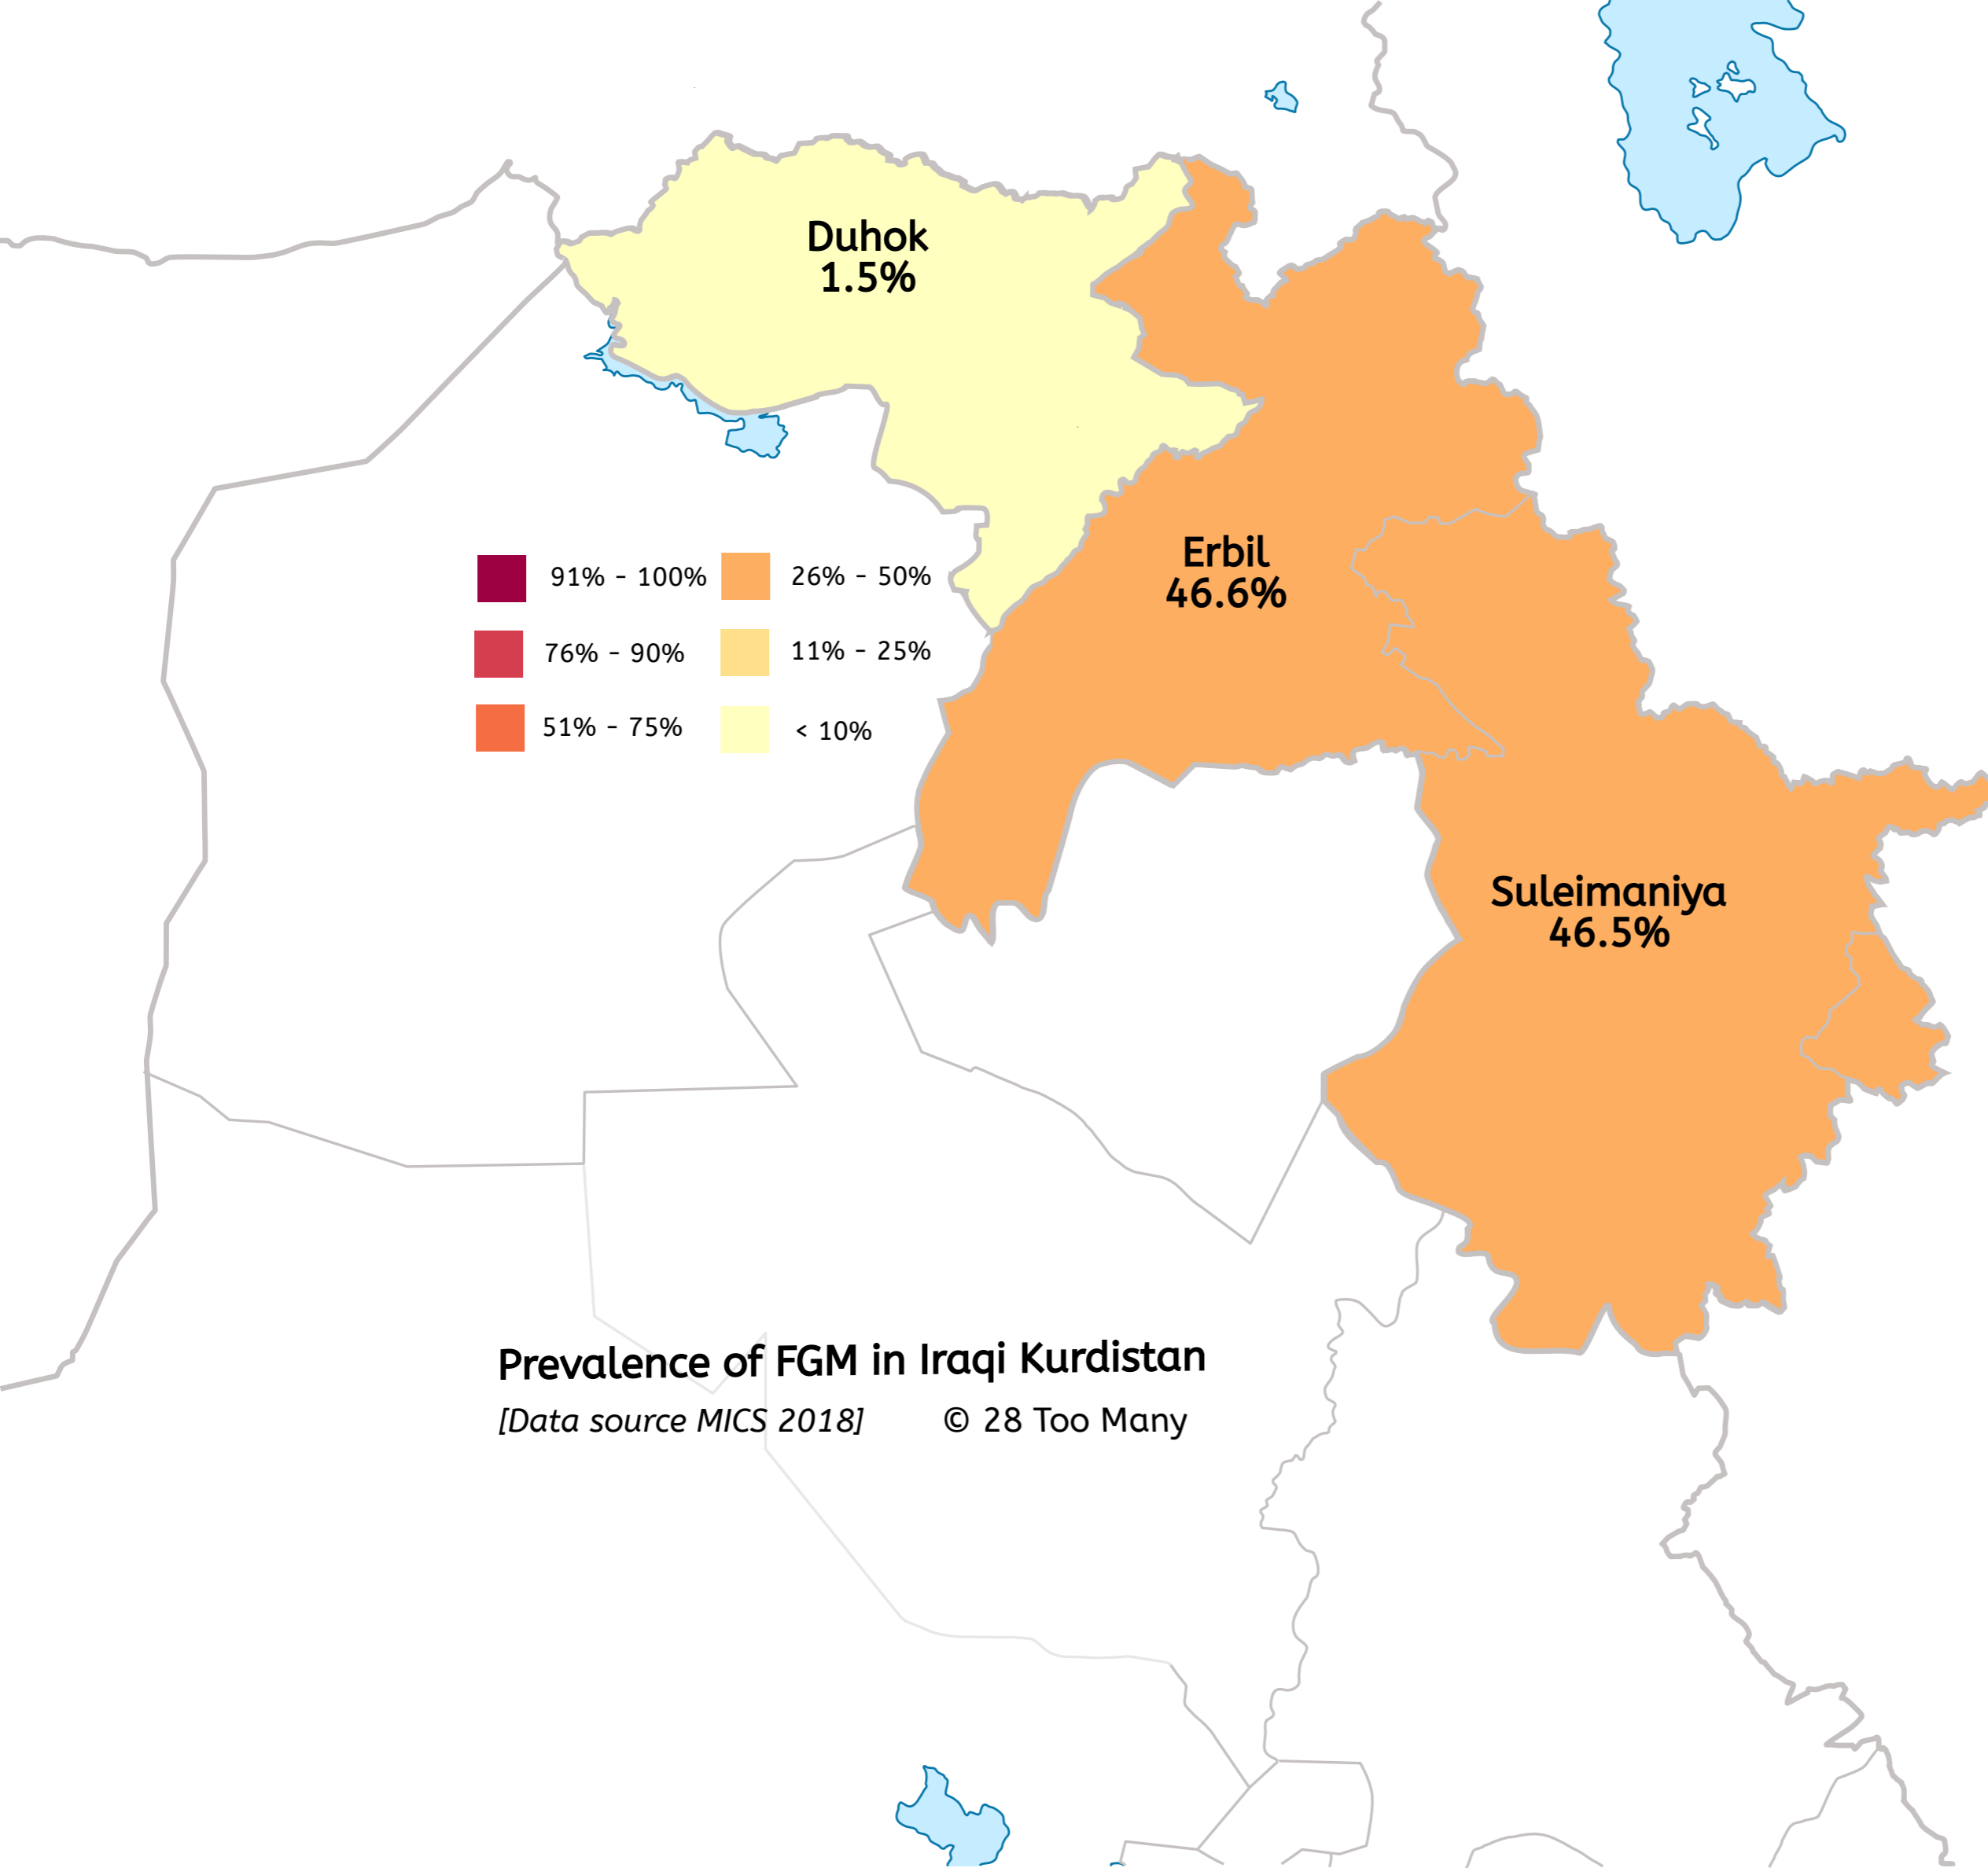 Duhok
1.5%
Erbil
46.6%
91% - 100%
26% - 50%
76% - 90%
11% - 25%
51% - 75%
< 10%
Suleimaniya
46.5%
Prevalence of FGM in Iraqi Kurdistan
[Data source MICS 2018] © 28 Too Many